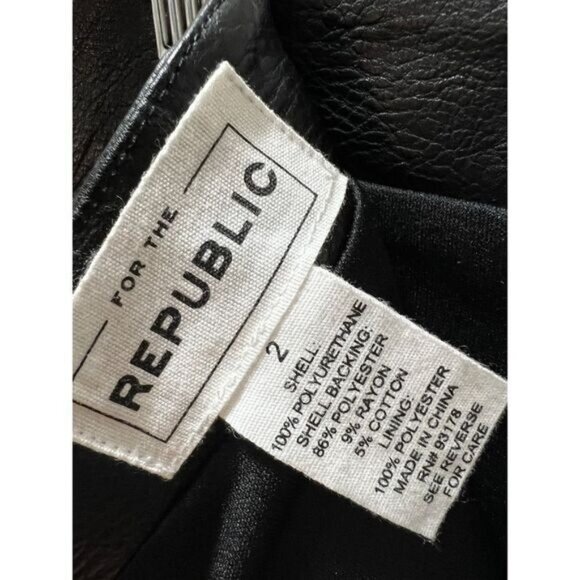 FOR THE
REPUBLIC
2
SHELL:
100% POLYURETHANE
SHELL BACKING:
86% POLYESTER
9% RAYON
5% COTTON
LINING:
100% POLYESTER
MADE IN CHINA
RN# 93178
SEE REVERSE
FOR CARE